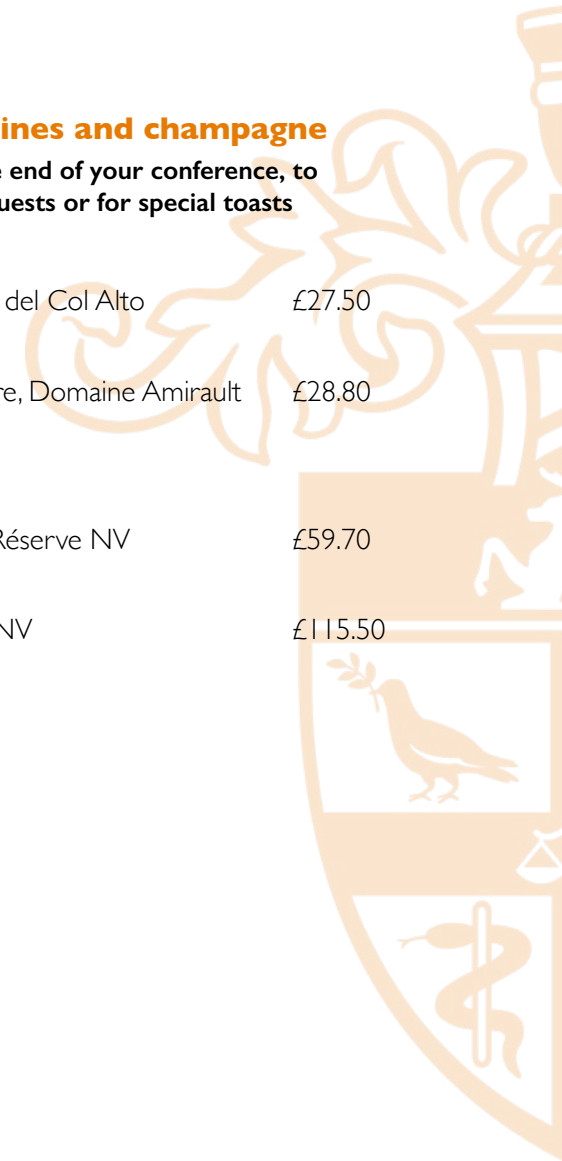 ines and champagne
e end of your conference, to
uests or for special toasts
del Col Alto £27.50
re, Domaine Amirault £28.80
Réserve NV £59.70
NV £115.50